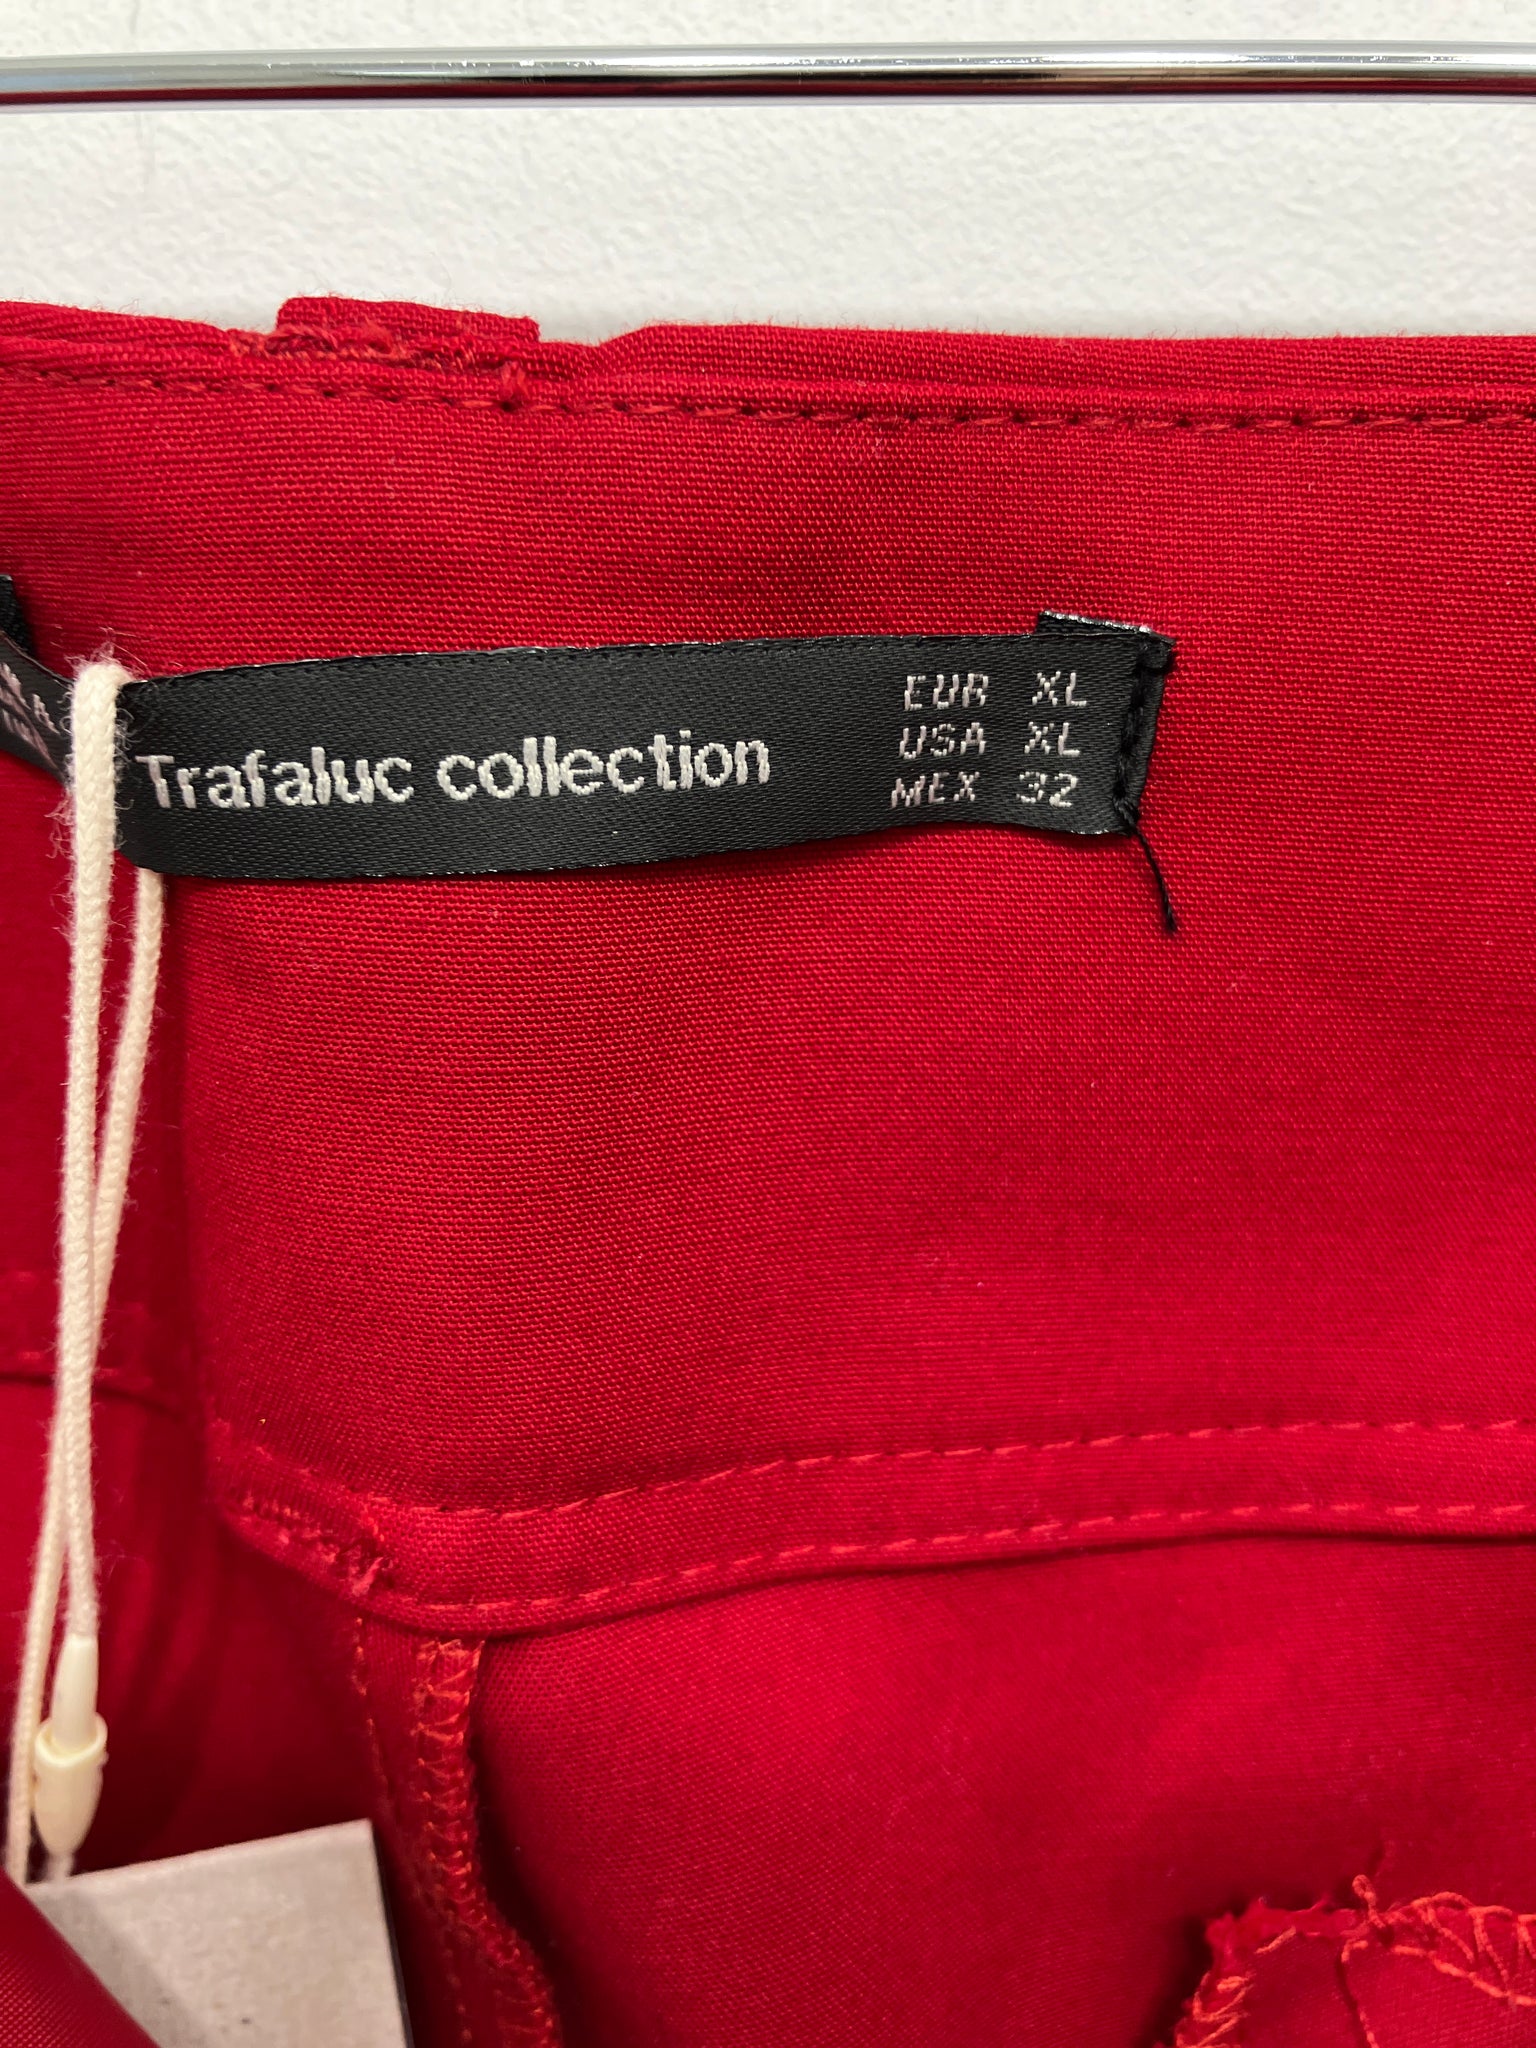 Trafaluc collection
EUR XL
USA XL
MEX 32